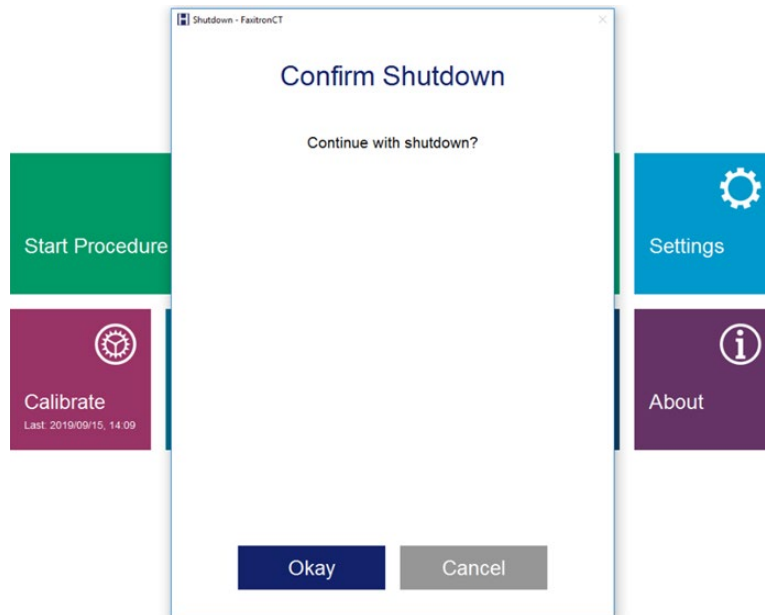 Shutdown - FaxitronCT
Confirm Shutdown
Continue with shutdown?
Start Procedure
Settings
Calibrate
Last: 2019/09/15, 14:09
About
Okay
Cancel